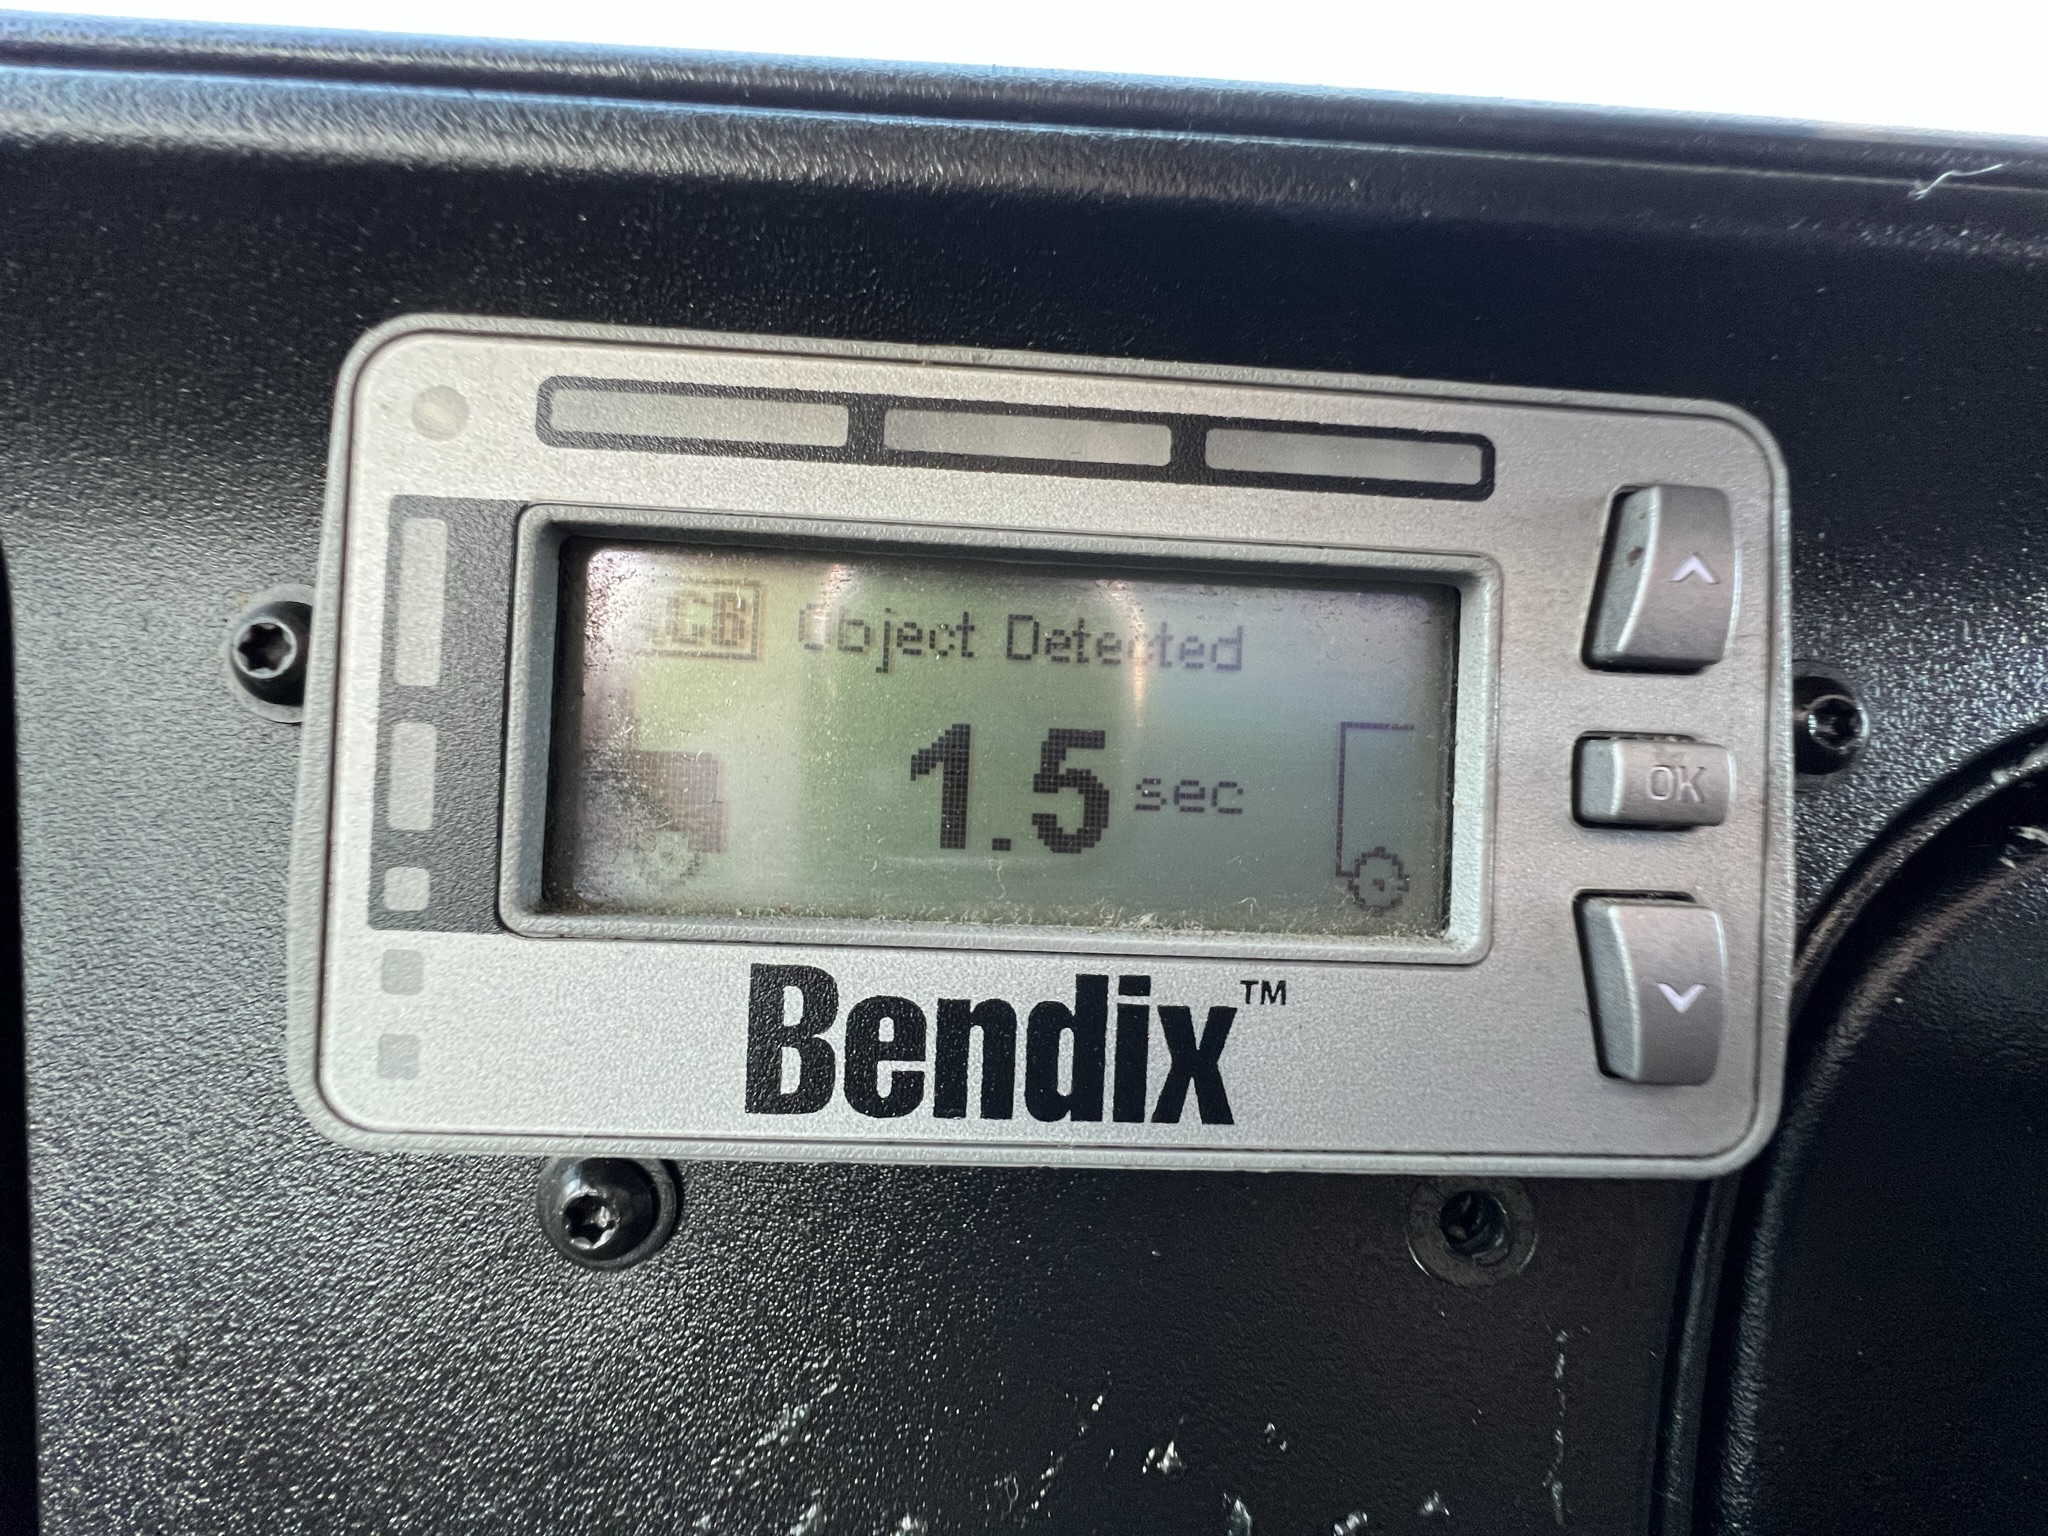 Object Detected
1.5 sec
OK
Bendix™